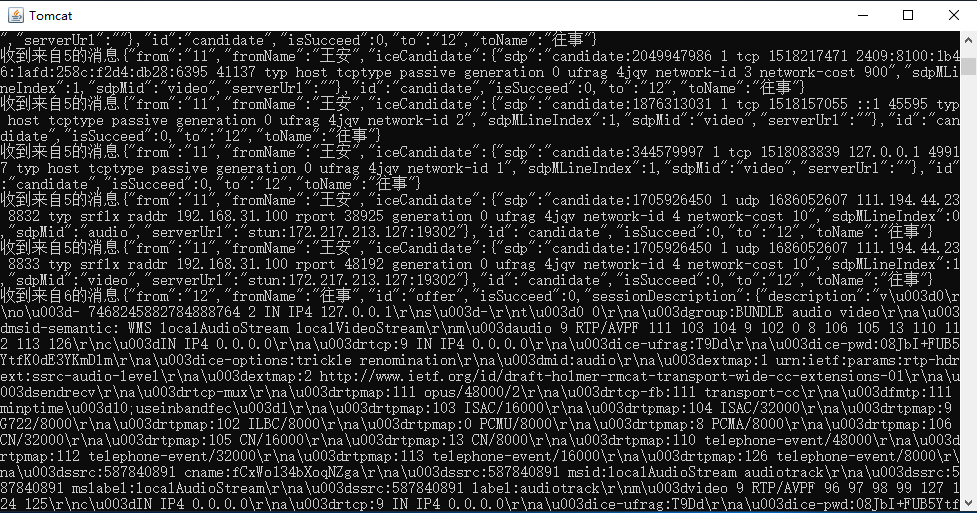 Tomcat
","serverUrl":""},"id":"candidate","isSucceed":0,"to":"12","toName":"往事"}
收到来自5的消息{"from":"11","fromName":"王安","iceCandidate":{"sdp":"candidate:2049947986 1 tcp 1518217471 2409:8100:1b4
6:1afd:258c:f2d4:db28:6395 41137 typ host tcptype passive generation 0 ufrag 4jqv network-id 3 network-cost 900","sdpMLi
neIndex":1,"sdpMid":"video","serverUrl":""},"id":"candidate","isSucceed":0,"to":"12","toName":"往事"}
收到来自5的消息{"from":"11","fromName":"王安","iceCandidate":{"sdp":"candidate:1876313031 1 tcp 1518157055 ::1 45595 typ
 host tcptype passive generation 0 ufrag 4jqv network-id 2","sdpMLineIndex":1,"sdpMid":"video","serverUrl":""},"id":"can
didate","isSucceed":0,"to":"12","toName":"往事"}
收到来自5的消息{"from":"11","fromName":"王安","iceCandidate":{"sdp":"candidate:344579997 1 tcp 1518083839 127.0.0.1 4991
7 typ host tcptype passive generation 0 ufrag 4jqv network-id 1","sdpMLineIndex":1,"sdpMid":"video","serverUrl":""},"id"
:"candidate","isSucceed":0,"to":"12","toName":"往事"}
收到来自5的消息{"from":"11","fromName":"王安","iceCandidate":{"sdp":"candidate:1705926450 1 udp 1686052607 111.194.44.23
 8832 typ srflx raddr 192.168.31.100 rport 38925 generation 0 ufrag 4jqv network-id 4 network-cost 10","sdpMLineIndex":0
,"sdpMid":"audio","serverUrl":"stun:172.217.213.127:19302"},"id":"candidate","isSucceed":0,"to":"12","toName":"往事"}
收到来自5的消息{"from":"11","fromName":"王安","iceCandidate":{"sdp":"candidate:1705926450 1 udp 1686052607 111.194.44.23
 8833 typ srflx raddr 192.168.31.100 rport 48192 generation 0 ufrag 4jqv network-id 4 network-cost 10","sdpMLineIndex":1
,"sdpMid":"video","serverUrl":"stun:172.217.213.127:19302"},"id":"candidate","isSucceed":0,"to":"12","toName":"往事"}
收到来自6的消息{"from":"12","fromName":"往事","id":"offer","isSucceed":0,"sessionDescription":{"description":"v\u003d0\r
\no\u003d- 7468245882784888764 2 IN IP4 127.0.0.1\r\ns\u003d-\r\nt\u003d0 0\r\na\u003dgroup:BUNDLE audio video\r\na\u003
dmsid-semantic: WMS localAudioStream localVideoStream\r\nm\u003daudio 9 RTP/AVPF 111 103 104 9 102 0 8 106 105 13 110 11
2 113 126\r\nc\u003dIN IP4 0.0.0.0\r\na\u003drtcp:9 IN IP4 0.0.0.0\r\na\u003dice-ufrag:T9Dd\r\na\u003dice-pwd:08JbI+FUB5
YtfK0dE3YKmDlm\r\na\u003dice-options:trickle renomination\r\na\u003dmid:audio\r\na\u003dextmap:1 urn:ietf:params:rtp-hdr
ext:ssrc-audio-level\r\na\u003dextmap:2 http://www.ietf.org/id/draft-holmer-rmcat-transport-wide-cc-extensions-01\r\na\u
003dsendrecv\r\na\u003drtcp-mux\r\na\u003drtpmap:111 opus/48000/2\r\na\u003drtcp-fb:111 transport-cc\r\na\u003dfmtp:111 
minptime\u003d10;useinbandfec\u003d1\r\na\u003drtpmap:103 ISAC/16000\r\na\u003drtpmap:104 ISAC/32000\r\na\u003drtpmap:9 
G722/8000\r\na\u003drtpmap:102 ILBC/8000\r\na\u003drtpmap:0 PCMU/8000\r\na\u003drtpmap:8 PCMA/8000\r\na\u003drtpmap:106 
CN/32000\r\na\u003drtpmap:105 CN/16000\r\na\u003drtpmap:13 CN/8000\r\na\u003drtpmap:110 telephone-event/48000\r\na\u003d
rtpmap:112 telephone-event/32000\r\na\u003drtpmap:113 telephone-event/16000\r\na\u003drtpmap:126 telephone-event/8000\r\
na\u003dssrc:587840891 cname:fCxWo134bXoqNZga\r\na\u003dssrc:587840891 msid:localAudioStream audiotrack\r\na\u003dssrc:5
87840891 mslabel:localAudioStream\r\na\u003dssrc:587840891 label:audiotrack\r\nm\u003dvideo 9 RTP/AVPF 96 97 98 99 127 1
24 125\r\nc\u003dIN IP4 0.0.0.0\r\na\u003drtcp:9 IN IP4 0.0.0.0\r\na\u003dice-ufrag:T9Dd\r\na\u003dice-pwd:08JbI+FUB5Ytf